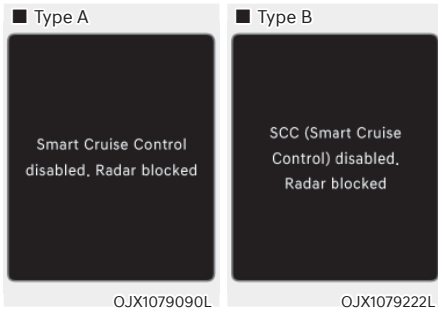 ■ Type A
Smart Cruise Control
disabled. Radar blocked
OJX1079090L
■ Type B
SCC (Smart Cruise
Control) disabled.
Radar blocked
OJX1079222L